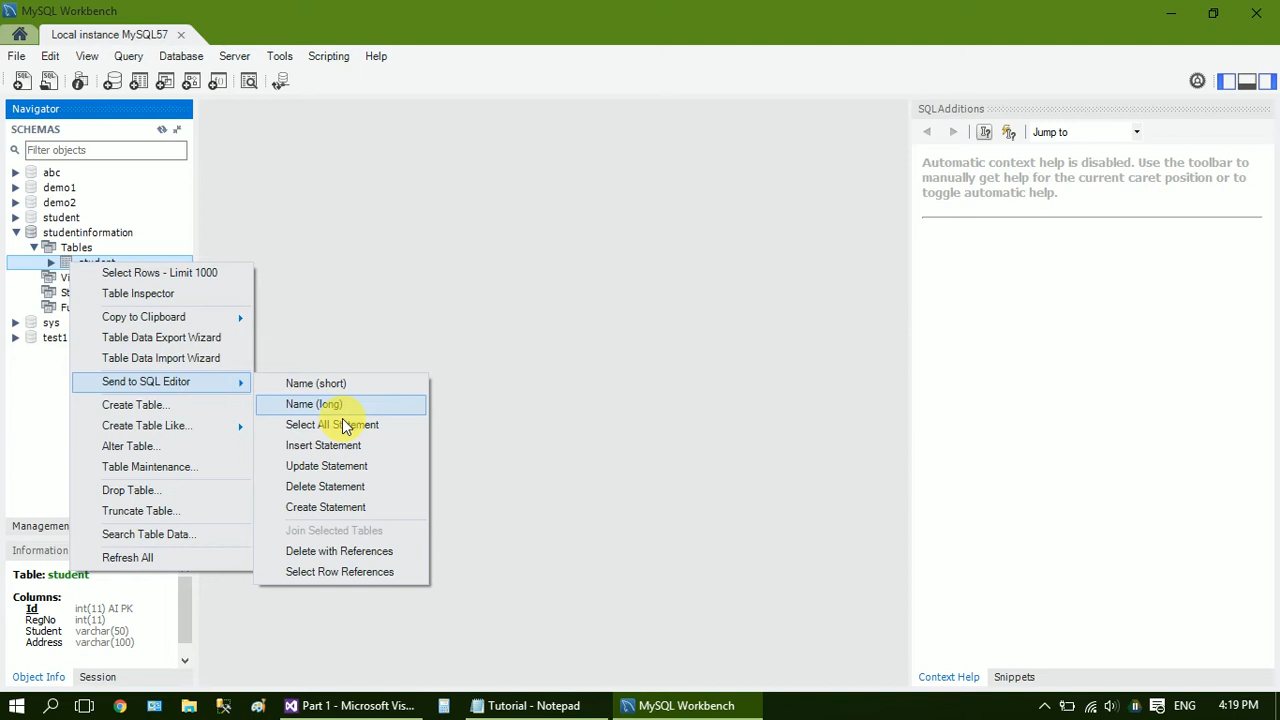 MySQL Workbench
Local instance MySQL57
File Edit View Query Database Server Tools Scripting Help
Navigator
SCHEMAS
Filter objects
abc
demo1
demo2
student
studentinformation
Tables
student
Vi
St
Fu
sys
test1
Select Rows - Limit 1000
Table Inspector
Copy to Clipboard
Table Data Export Wizard
Table Data Import Wizard
Send to SQL Editor
Create Table...
Create Table Like...
Alter Table...
Table Maintenance...
Drop Table...
Truncate Table...
Search Table Data...
Refresh All
Name (short)
Name (long)
Select All Statement
Insert Statement
Update Statement
Delete Statement
Create Statement
Join Selected Tables
Delete with References
Select Row References
Management
Information
Table: student
Columns:
Id int(11) AI PK
RegNo int(11)
Student varchar(50)
Address varchar(100)
Object Info Session
SQLAdditions
Jump to
Automatic context help is disabled. Use the toolbar to
manually get help for the current caret position or to
toggle automatic help.
Context Help Snippets
Part 1 - Microsoft Vis...
Tutorial - Notepad
MySQL Workbench
ENG
4:19 PM